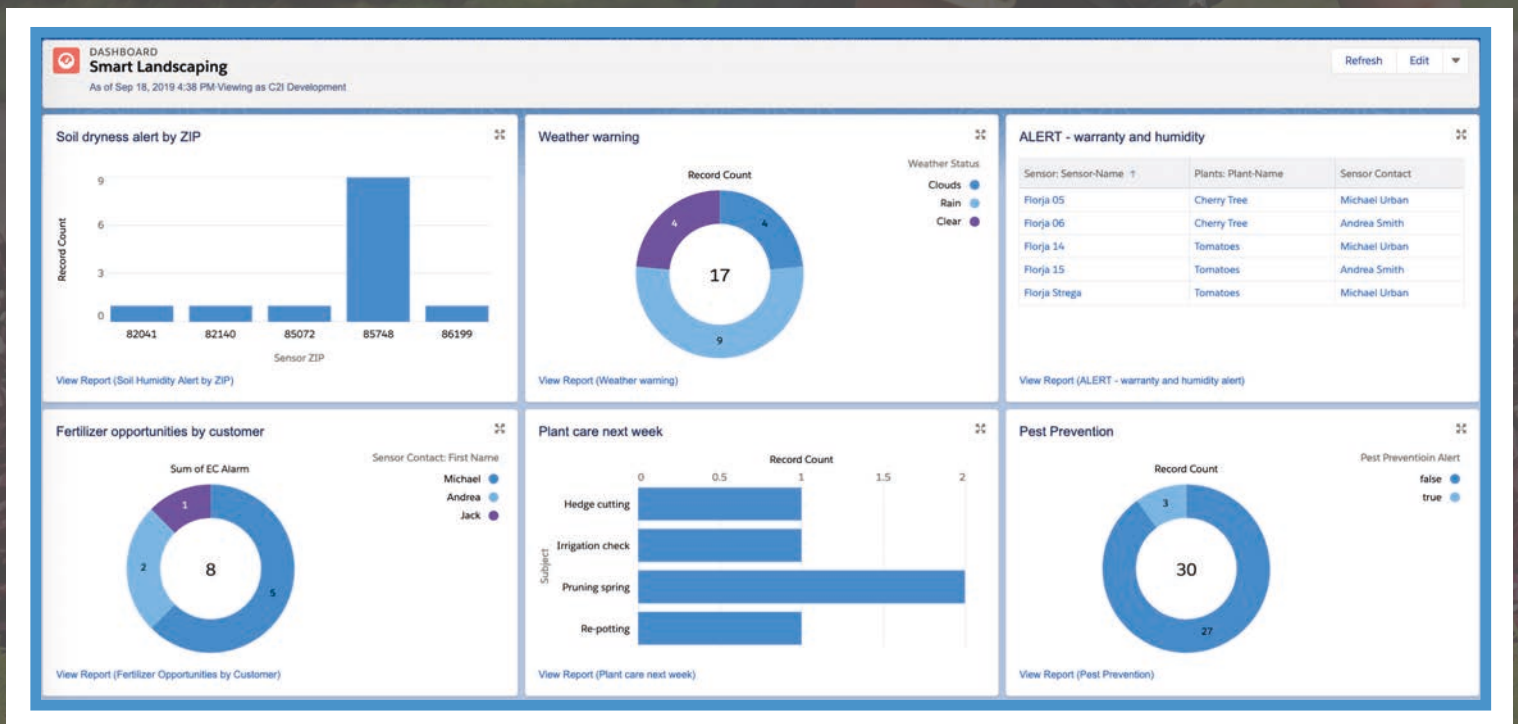 DASHBOARD
Smart Landscaping
As of Sep 18, 2019 4:38 PM·Viewing as C2I Development
Refresh
Edit
Soil dryness alert by ZIP
9
6
3
0
Record Count
82041
82140
85072
85748
86199
Sensor ZIP
View Report (Soil Humidity Alert by ZIP)
Weather warning
Record Count
Weather Status
Clouds
Rain
Clear
4
4
17
9
View Report (Weather warning)
ALERT - warranty and humidity
Sensor: Sensor-Name ↑ Plants: Plant-Name Sensor Contact
Florja 05 Cherry Tree Michael Urban
Florja 06 Cherry Tree Andrea Smith
Florja 14 Tomatoes Michael Urban
Florja 15 Tomatoes Andrea Smith
Florja Strega Tomatoes Michael Urban
View Report (ALERT - warranty and humidity alert)
Fertilizer opportunities by customer
Sum of EC Alarm
Sensor Contact: First Name
Michael
Andrea
Jack
1
2
8
5
View Report (Fertilizer Opportunities by Customer)
Plant care next week
Record Count
0 0.5 1 1.5 2
Subject
Hedge cutting
Irrigation check
Pruning spring
Re-potting
View Report (Plant care next week)
Pest Prevention
Record Count
Pest Preventioin Alert
false
true
3
30
27
View Report (Pest Prevention)